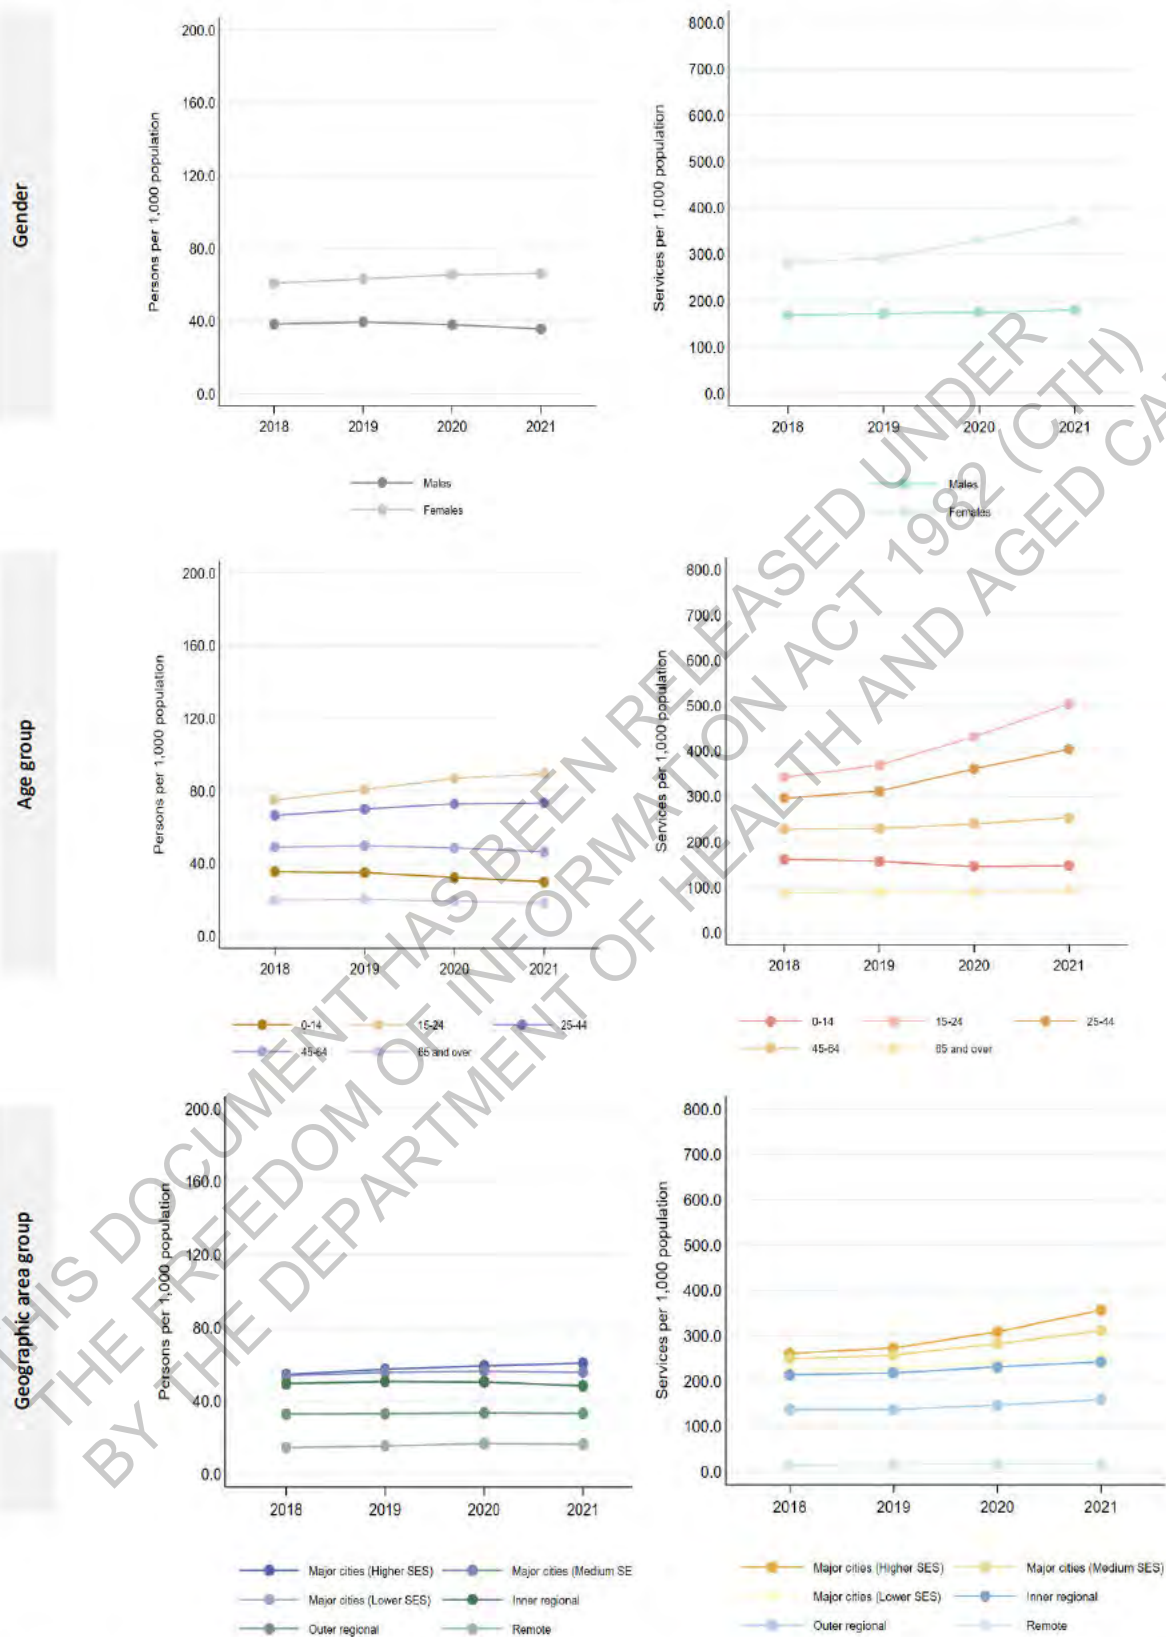 Gender
Persons per 1,000 population
200.0
160.0
120.0
80.0
40.0
0.0
2018 2019 2020 2021
Males
Females
Services per 1,000 population
800.0
700.0
600.0
500.0
400.0
300.0
200.0
100.0
0.0
2018 2019 2020 2021
Males
Females
Age group
Persons per 1,000 population
200.0
160.0
120.0
80.0
40.0
0.0
2018 2019 2020 2021
0-14 15-24 25-44
45-64 65 and over
Services per 1,000 population
800.0
700.0
600.0
500.0
400.0
300.0
200.0
100.0
0.0
2018 2019 2020 2021
0-14 15-24 25-44
45-64 65 and over
Geographic area group
Persons per 1,000 population
200.0
160.0
120.0
80.0
40.0
0.0
2018 2019 2020 2021
Major cities (Higher SES) Major cities (Medium SE
Major cities (Lower SES) Inner regional
Outer regional Remote
Services per 1,000 population
800.0
700.0
600.0
500.0
400.0
300.0
200.0
100.0
0.0
2018 2019 2020 2021
Major cities (Higher SES) Major cities (Medium SES)
Major cities (Lower SES) Inner regional
Outer regional Remote
HIS DOCUMENT HAS BEEN RELEASED UNDER
THE FREEDOM OF INFORMATION ACT 1982 (CTH)
BY THE DEPARTMENT OF HEALTH AND AGED CA